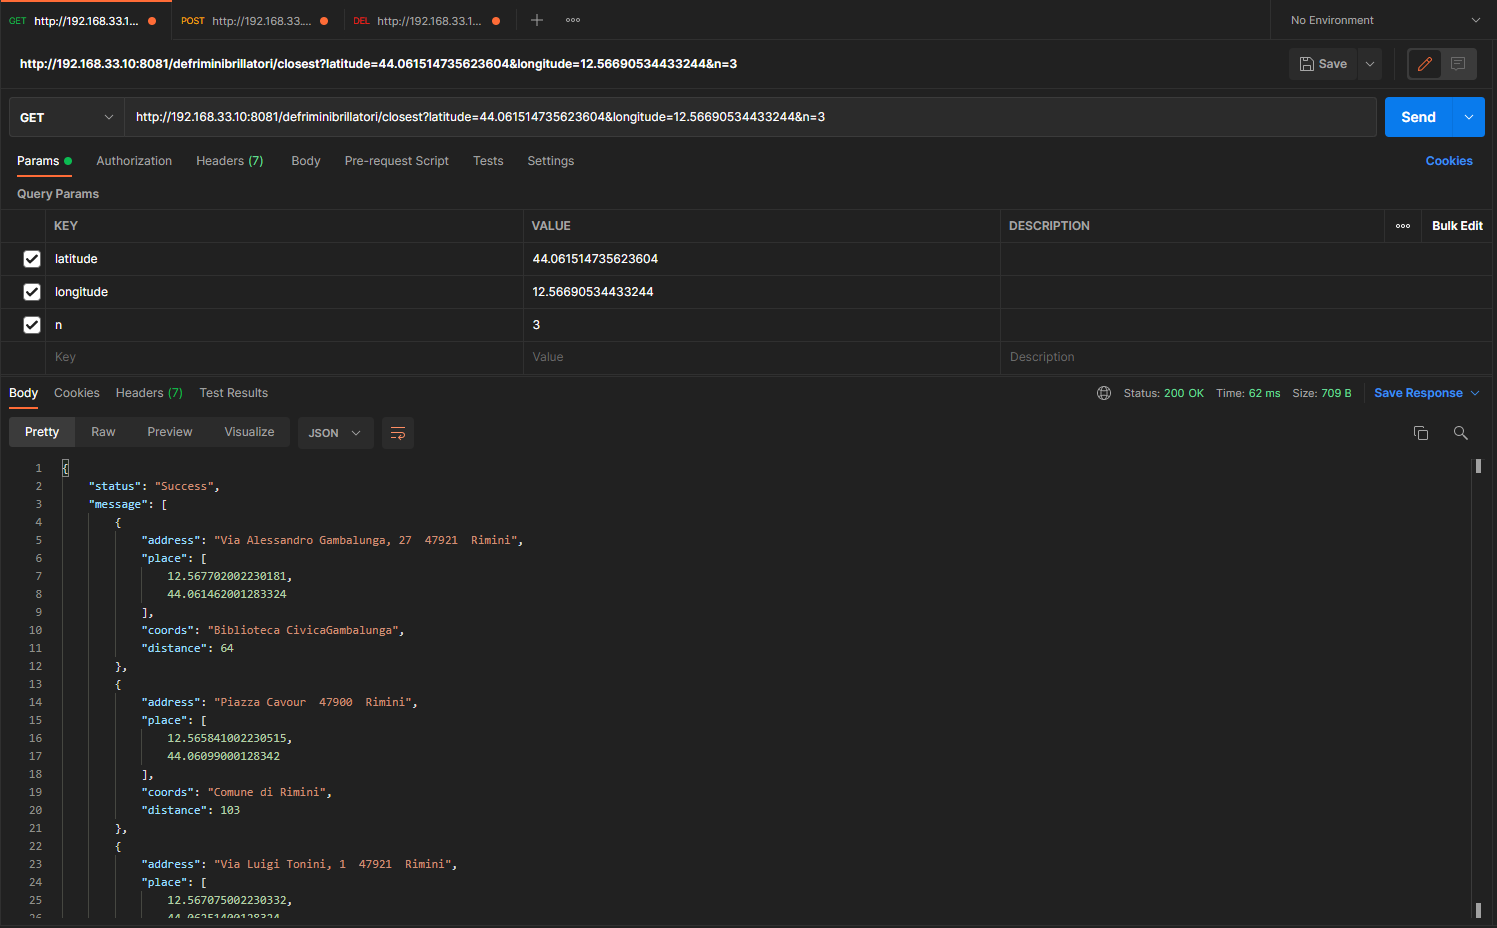 GET http://192.168.33.1... POST http://192.168.33.... DEL http://192.168.33.1... No Environment
http://192.168.33.10:8081/defriminibrillatori/closest?latitude=44.061514735623604&longitude=12.56690534433244&n=3 Save
GET http://192.168.33.10:8081/defriminibrillatori/closest?latitude=44.061514735623604&longitude=12.56690534433244&n=3 Send
Params Authorization Headers (7) Body Pre-request Script Tests Settings Cookies
Query Params
KEY VALUE DESCRIPTION Bulk Edit
latitude 44.061514735623604
longitude 12.56690534433244
n 3
Key Value Description
Body Cookies Headers (7) Test Results Status: 200 OK Time: 62 ms Size: 709 B Save Response
Pretty Raw Preview Visualize JSON
1 {
2 "status": "Success",
3 "message": [
4 {
5 "address": "Via Alessandro Gambalunga, 27  47921  Rimini",
6 "place": [
7 12.567702002230181,
8 44.061462001283324
9 ],
10 "coords": "Biblioteca CivicaGambalunga",
11 "distance": 64
12 },
13 {
14 "address": "Piazza Cavour  47900  Rimini",
15 "place": [
16 12.565841002230515,
17 44.06099000128342
18 ],
19 "coords": "Comune di Rimini",
20 "distance": 103
21 },
22 {
23 "address": "Via Luigi Tonini, 1  47921  Rimini",
24 "place": [
25 12.567075002230332,
26 44.06251400128324